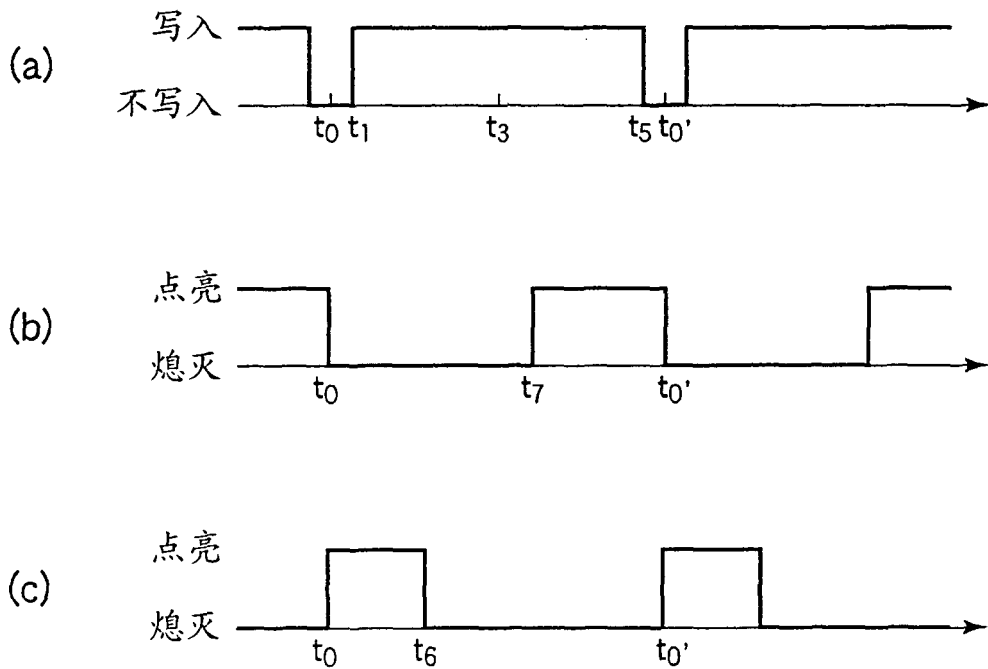 (a)
写入
不写入
t0 t1 t3 t5 t0'
(b)
点亮
熄灭
t0 t7 t0'
(c)
点亮
熄灭
t0 t6 t0'